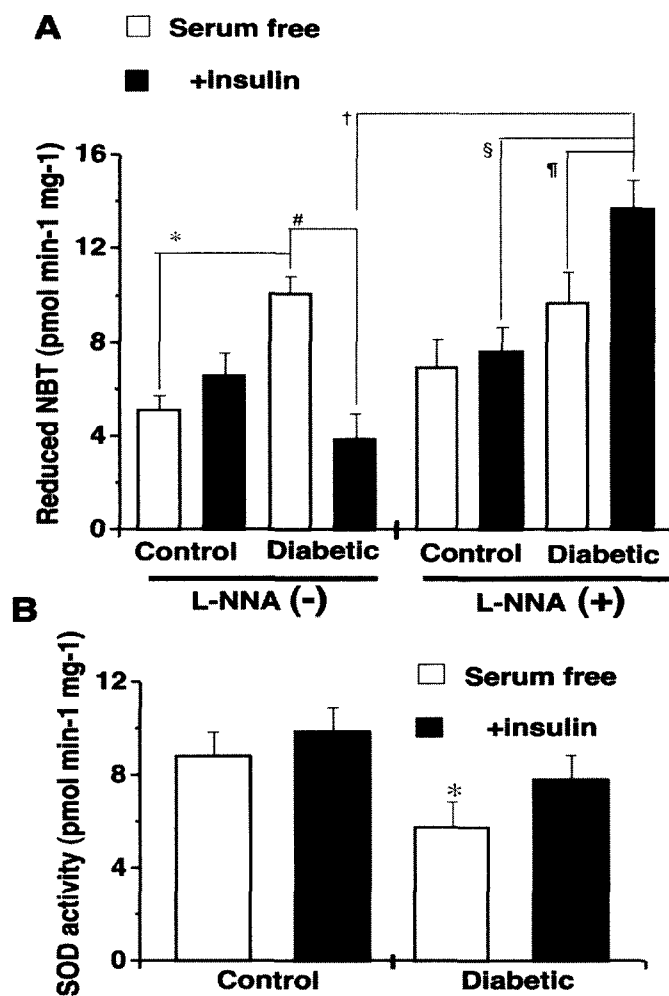 A
Serum free
+insulin
†
§
¶
#
*
16
12
8
4
0
Reduced NBT (pmol min-1 mg-1)
Control Diabetic Control Diabetic
L-NNA (-) L-NNA (+)
B
Serum free
+insulin
*
12
8
4
0
SOD activity (pmol min-1 mg-1)
Control Diabetic